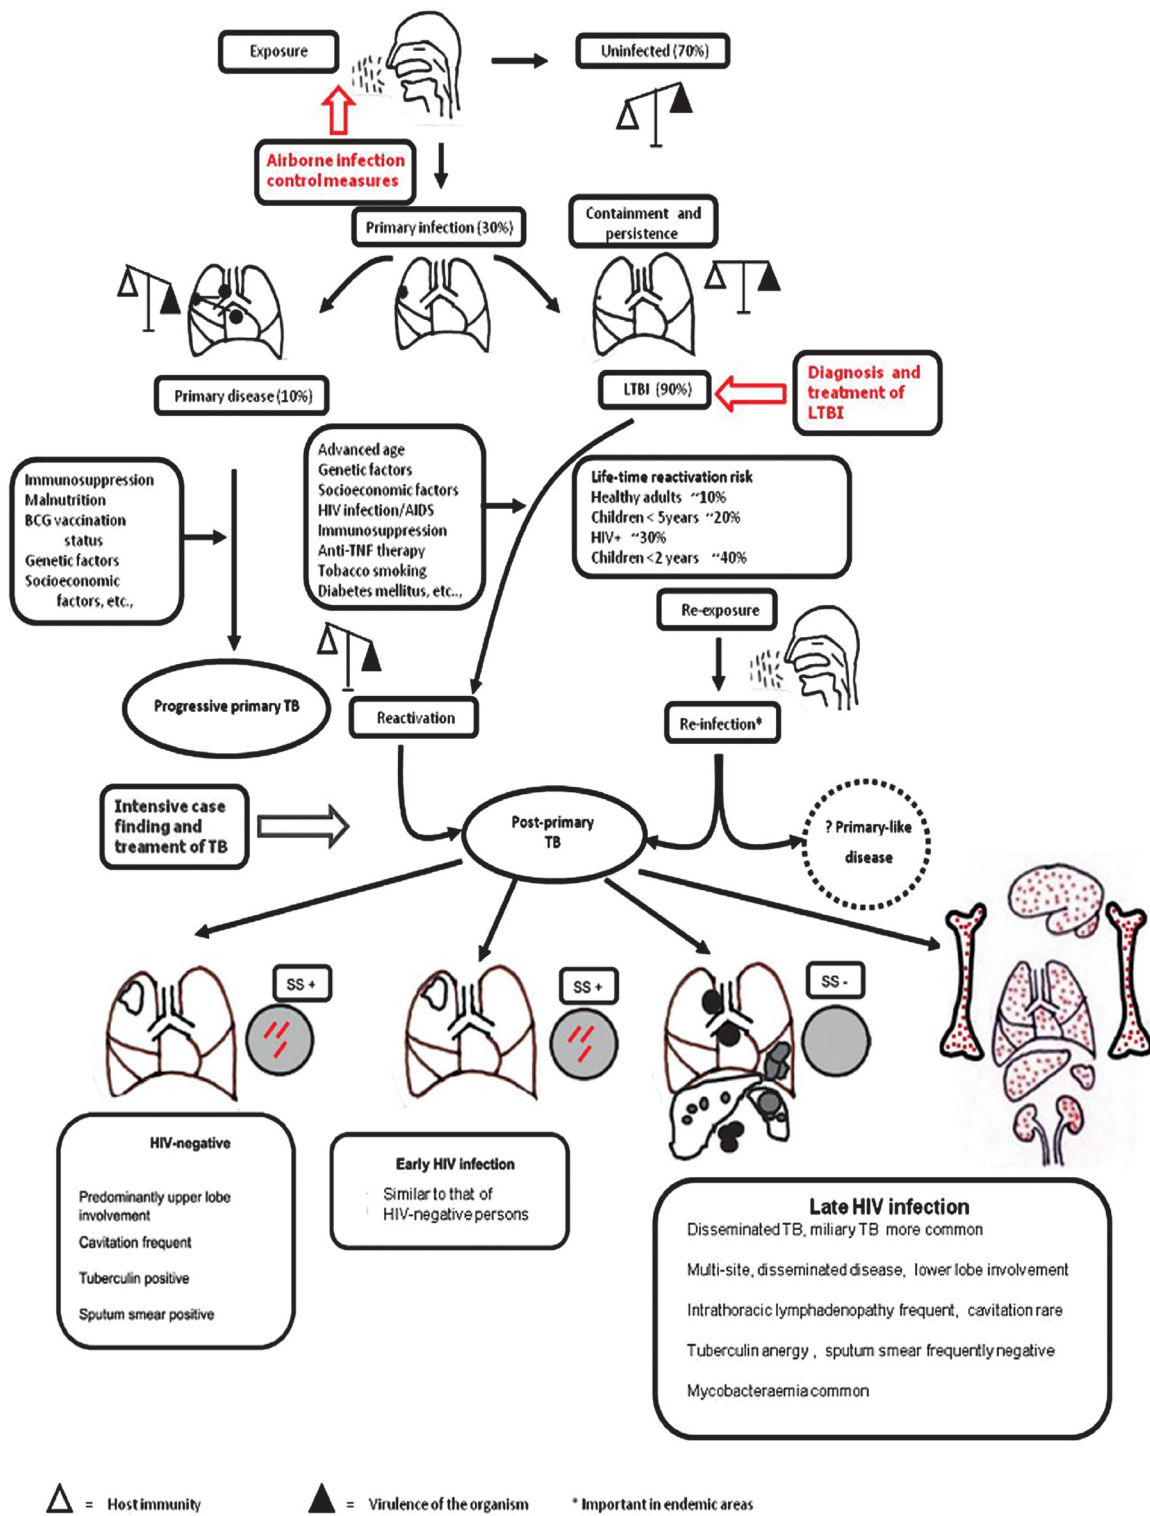 Exposure
Uninfected (70%)
Airborne infection
control measures
Primary infection (30%)
Containment and
persistence
Primary disease (10%)
LTBI (90%)
Diagnosis and
treatment of
LTBI
Immunosuppression
Malnutrition
BCG vaccination
status
Genetic factors
Socioeconomic
factors, etc.,
Advanced age
Genetic factors
Socioeconomic factors
HIV infection/AIDS
Immunosuppression
Anti-TNF therapy
Tobacco smoking
Diabetes mellitus, etc..,
Life-time reactivation risk
Healthy adults ~10%
Children < 5years ~20%
HIV+ ~30%
Children <2 years ~40%
Re-exposure
Progressive primary TB
Reactivation
Re-infection*
Intensive case
finding and
treament of TB
Post-primary
TB
? Primary-like
disease
SS +
SS +
SS -
HIV-negative
Predominantly upper lobe
involvement
Cavitation frequent
Tuberculin positive
Sputum smear positive
Early HIV infection
Similar to that of
HIV-negative persons
Late HIV infection
Disseminated TB, miliary TB more common
Multi-site, disseminated disease, lower lobe involvement
Intrathoracic lymphadenopathy frequent, cavitation rare
Tuberculin anergy , sputum smear frequently negative
Mycobacteraemia common
= Host immunity
= Virulence of the organism
* Important in endemic areas